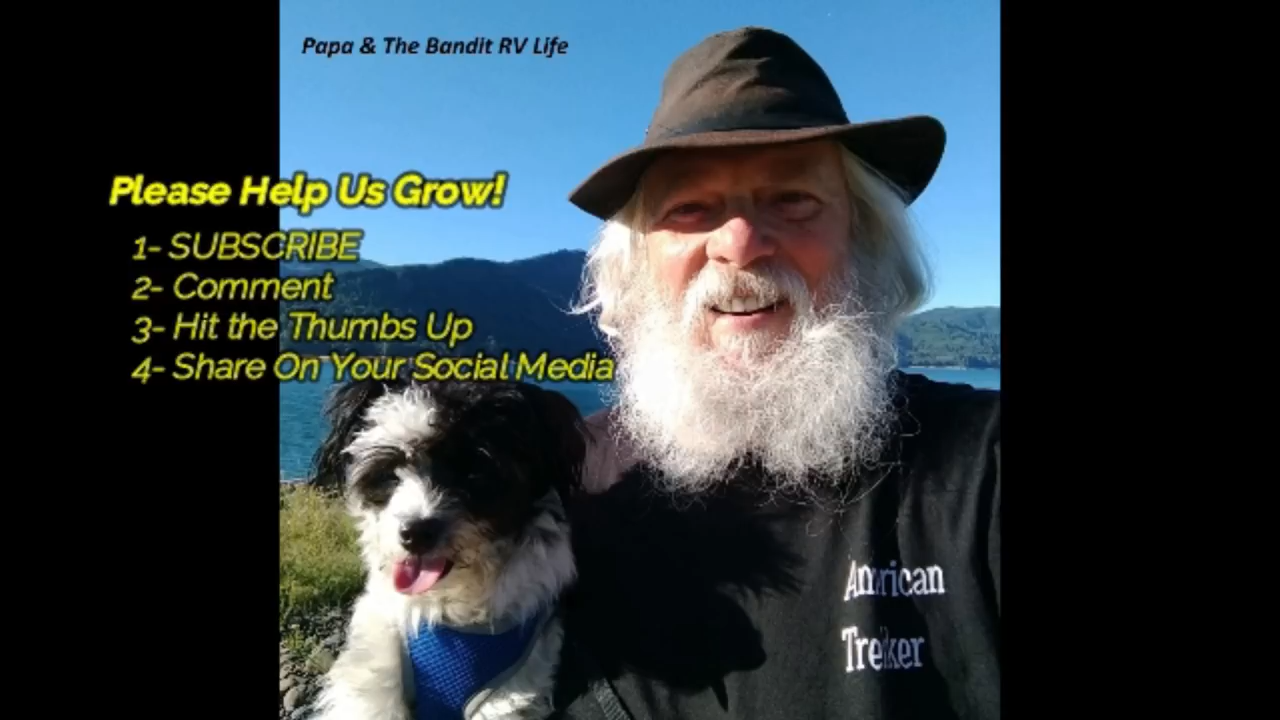 Papa & The Bandit RV Life
Please Help Us Grow!
1- SUBSCRIBE
2- Comment
3- Hit the Thumbs Up
4- Share On Your Social Media
American
Trekker